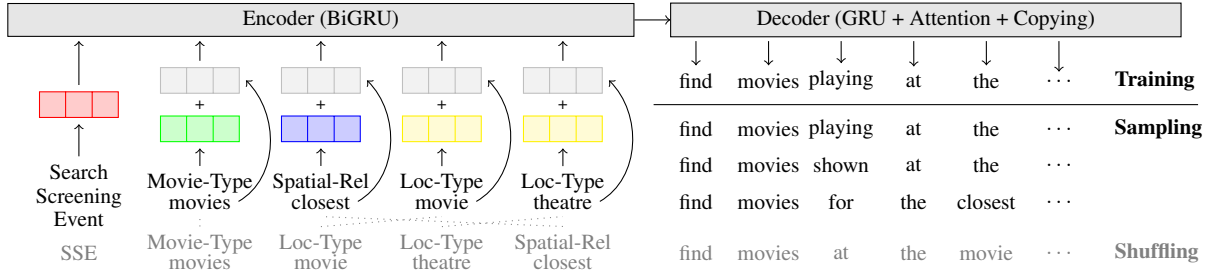 Encoder (BiGRU) Decoder (GRU + Attention + Copying)
find movies playing at the ··· Training
+ + + +
find movies playing at the ··· Sampling
Search Screening Event
Movie-Type movies
Spatial-Rel closest
Loc-Type movie
Loc-Type theatre
find movies shown at the ···
find movies for the closest ···
SSE
Movie-Type movies
Loc-Type movie
Loc-Type theatre
Spatial-Rel closest
find movies at the movie ··· Shuffling